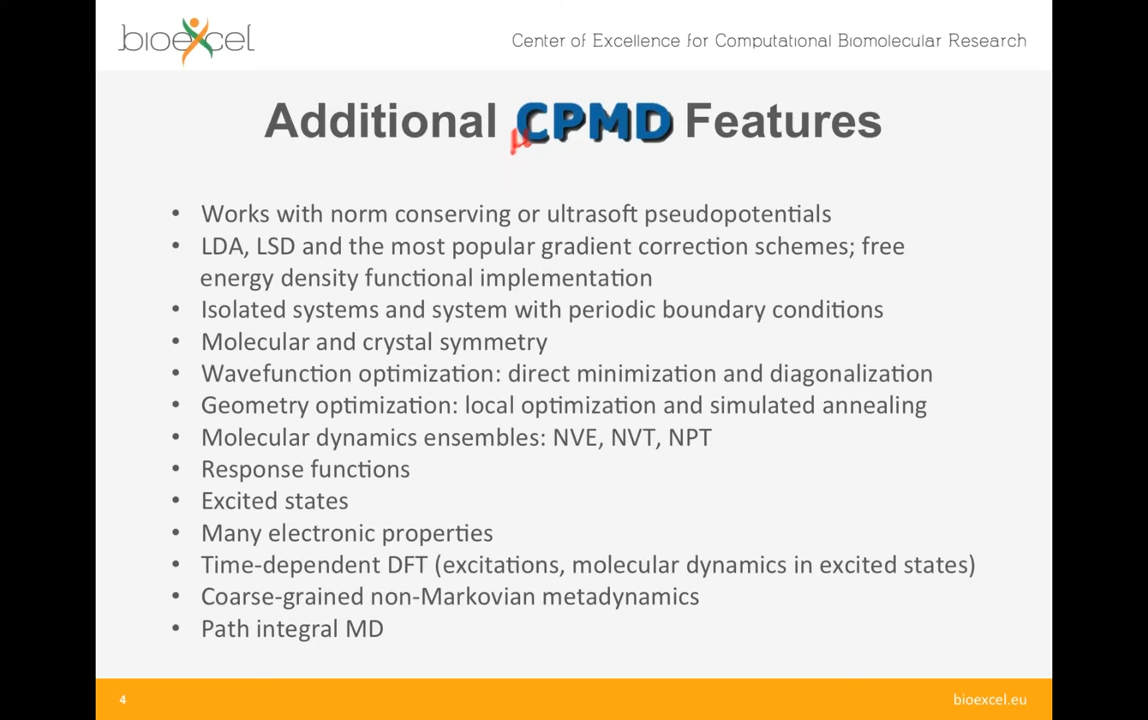 bioexcel
Center of Excellence for Computational Biomolecular Research
Additional μCPMD Features
• Works with norm conserving or ultrasoft pseudopotentials
• LDA, LSD and the most popular gradient correction schemes; free
energy density functional implementation
• Isolated systems and system with periodic boundary conditions
• Molecular and crystal symmetry
• Wavefunction optimization: direct minimization and diagonalization
• Geometry optimization: local optimization and simulated annealing
• Molecular dynamics ensembles: NVE, NVT, NPT
• Response functions
• Excited states
• Many electronic properties
• Time-dependent DFT (excitations, molecular dynamics in excited states)
• Coarse-grained non-Markovian metadynamics
• Path integral MD
4
bioexcel.eu